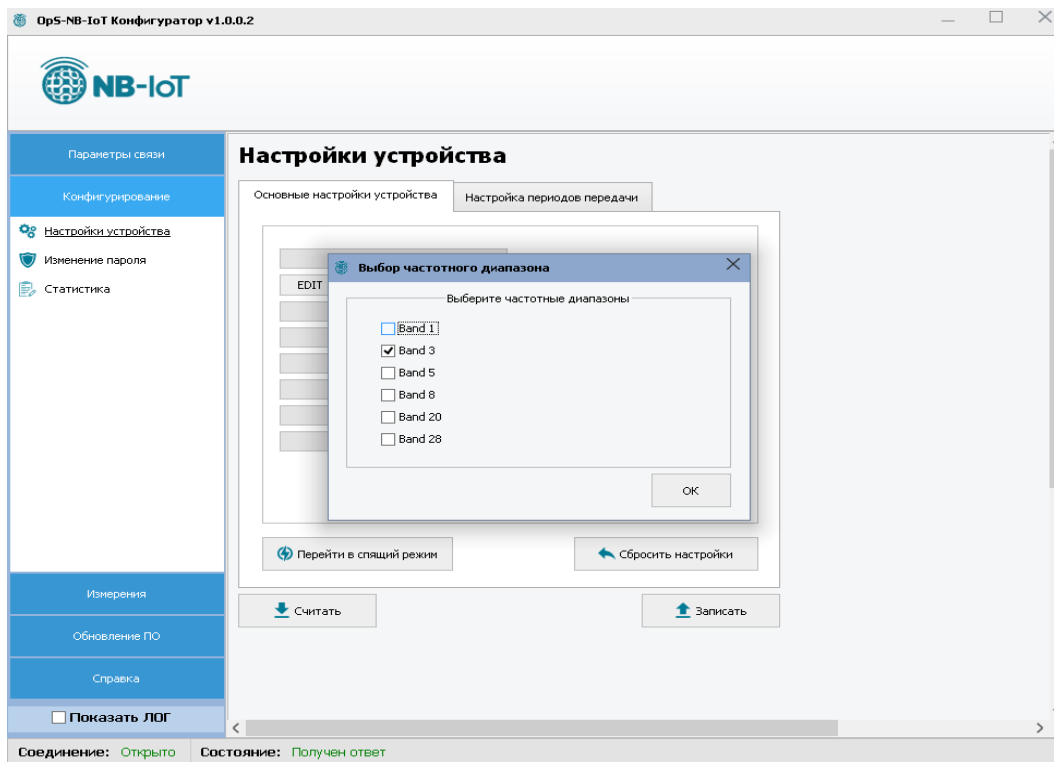 OpS-NB-IoT Конфигуратор v1.0.0.2
NB-IoT
Параметры связи
Конфигурирование
Настройки устройства
Изменение пароля
Статистика
Измерения
Обновление ПО
Справка
Показать ЛОГ
Настройки устройства
Основные настройки устройства
Настройка периодов передачи
EDIT
Выбор частотного диапазона
Выберите частотные диапазоны
Band 1
Band 3
Band 5
Band 8
Band 20
Band 28
OK
Перейти в спящий режим
Сбросить настройки
Считать
Записать
Соединение: Открыто Состояние: Получен ответ